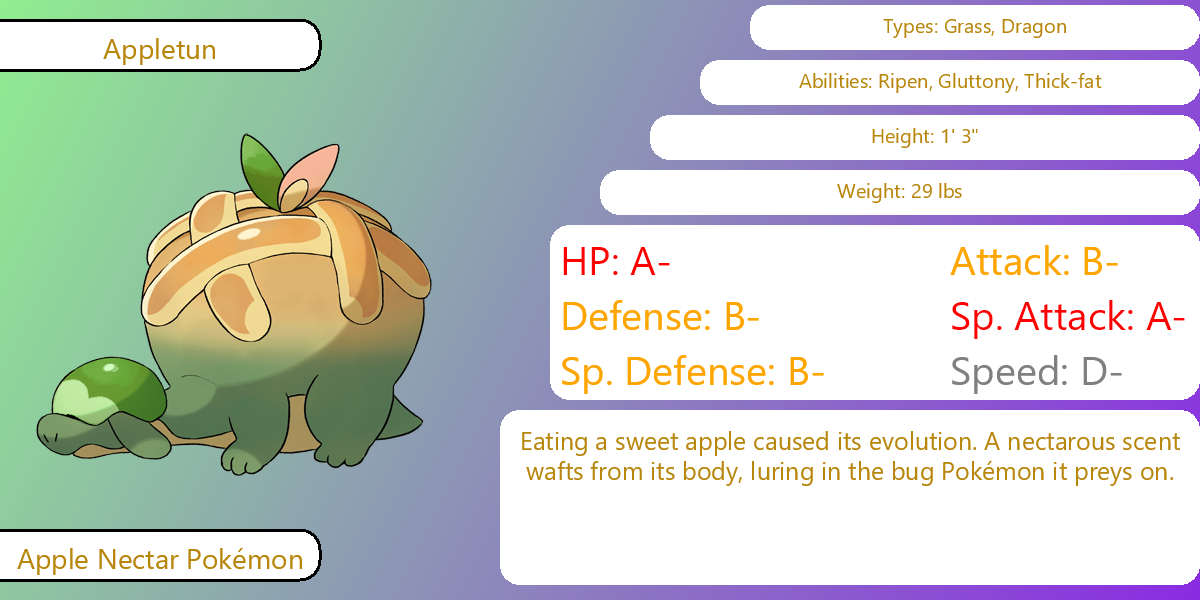 Appletun
Types: Grass, Dragon
Abilities: Ripen, Gluttony, Thick-fat
Height: 1' 3"
Weight: 29 lbs
HP: A-
Attack: B-
Defense: B-
Sp. Attack: A-
Sp. Defense: B-
Speed: D-
Eating a sweet apple caused its evolution. A nectarous scent
wafts from its body, luring in the bug Pokémon it preys on.
Apple Nectar Pokémon